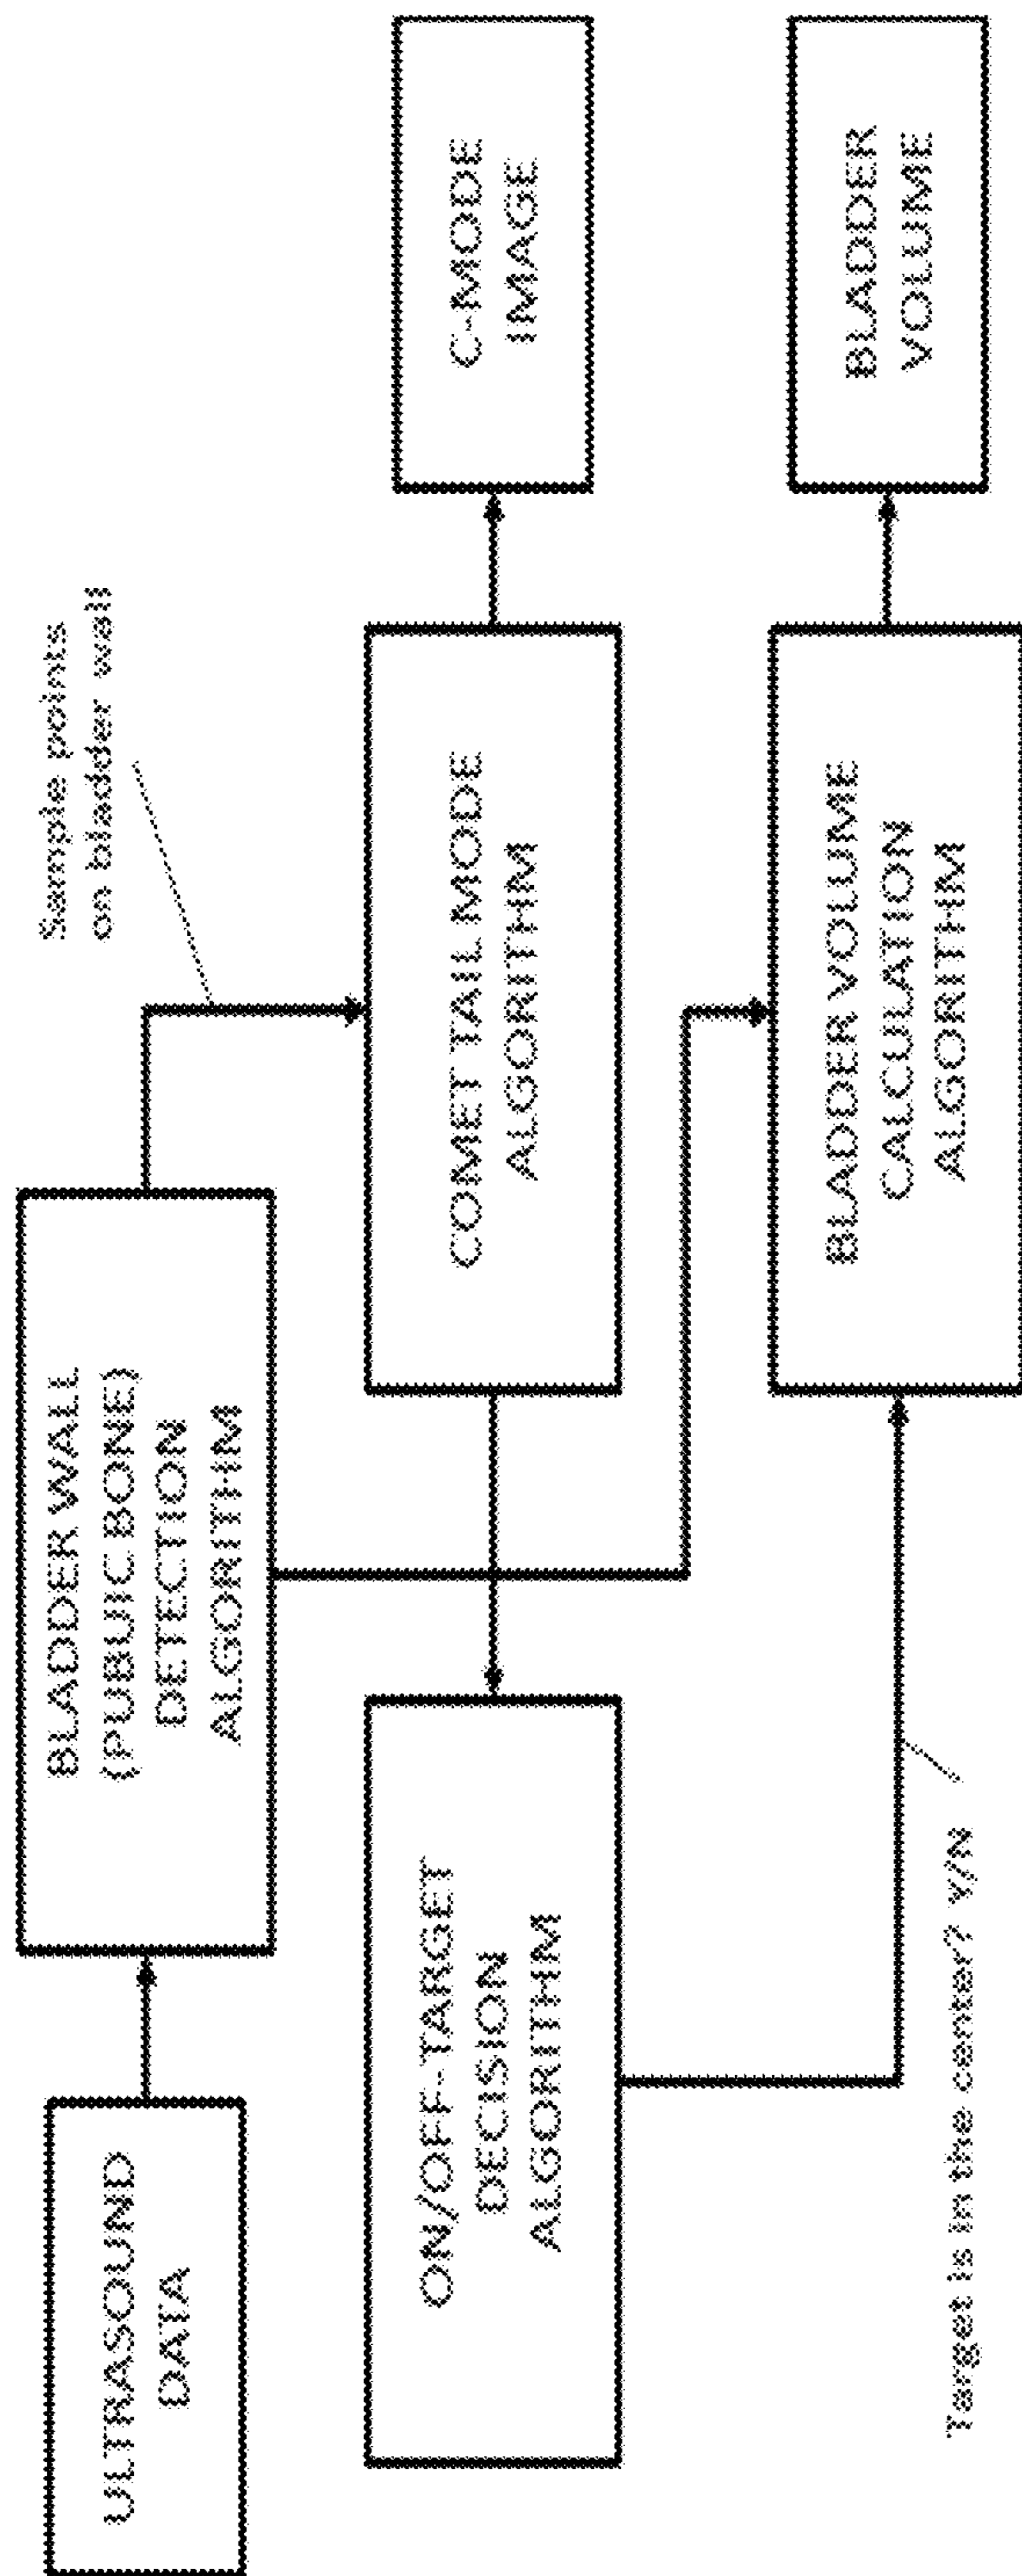 ULTRASOUND
DATA
BLADDER WALL
(PUBUIC BONE)
DETECTION
ALGORITHM
Sample points
on bladder wall
ON/OFF-TARGET
DECISION
ALGORITHM
COMET TAIL MODE
ALGORITHM
C-MODE
IMAGE
Target is in the center? Y/N
BLADDER VOLUME
CALCULATION
ALGORITHM
BLADDER
VOLUME